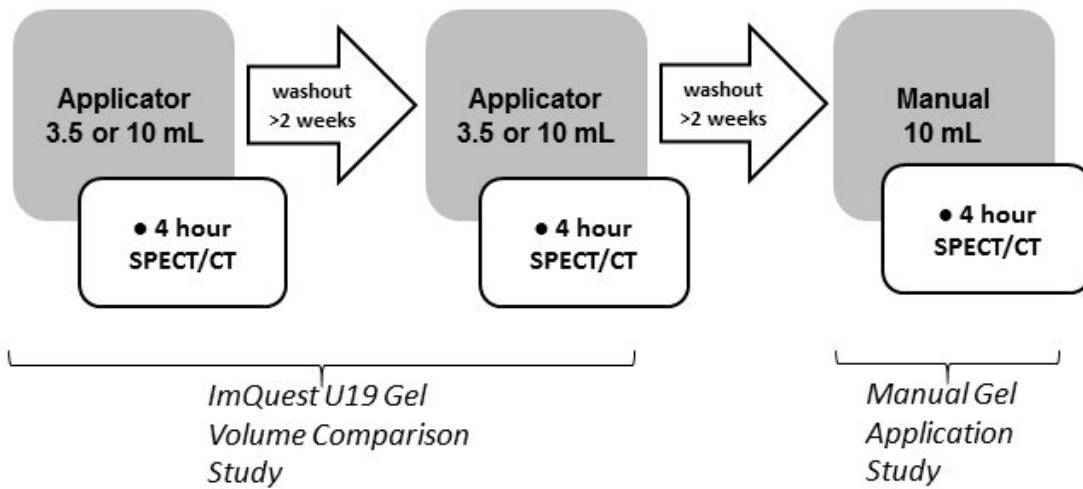 Applicator
3.5 or 10 mL
washout
>2 weeks
Applicator
3.5 or 10 mL
washout
>2 weeks
Manual
10 mL
● 4 hour
SPECT/CT
● 4 hour
SPECT/CT
● 4 hour
SPECT/CT
ImQuest U19 Gel
Volume Comparison
Study
Manual Gel
Application
Study